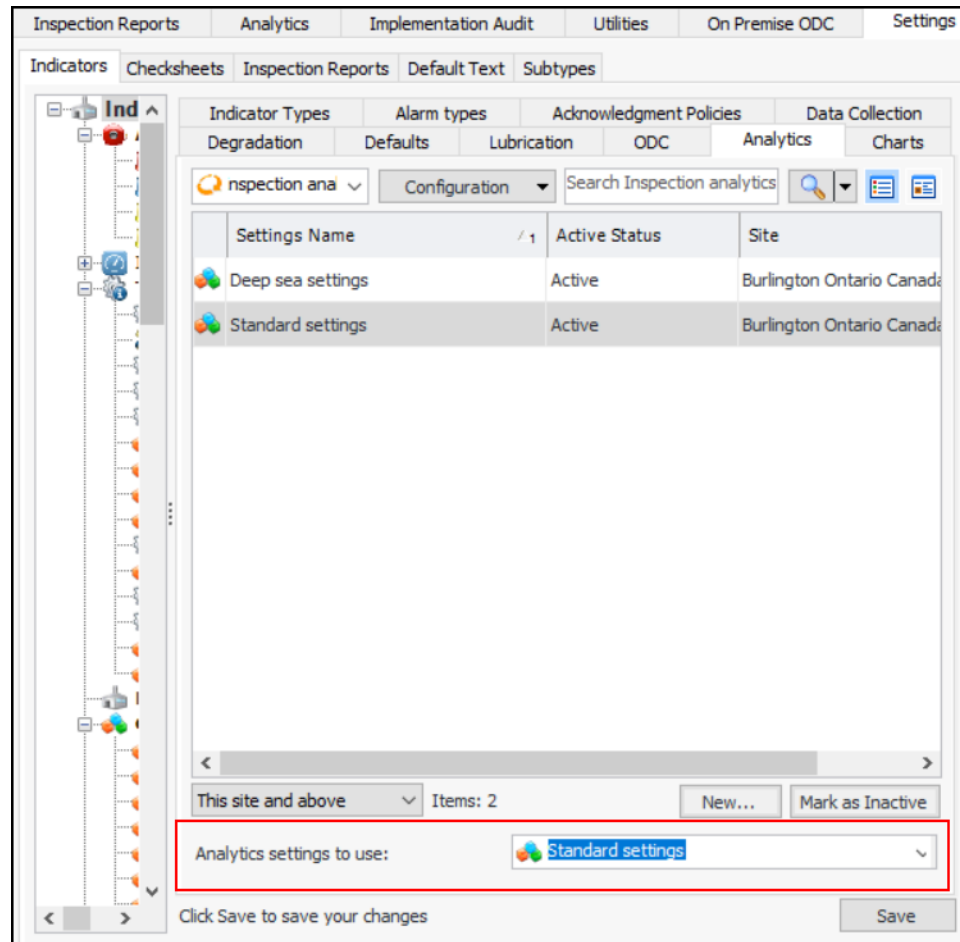 Inspection Reports Analytics Implementation Audit Utilities On Premise ODC Settings
Indicators Checksheets Inspection Reports Default Text Subtypes
Ind
Indicator Types Alarm types Acknowledgment Policies Data Collection
Degradation Defaults Lubrication ODC Analytics Charts
nspection ana Configuration Search Inspection analytics
Settings Name 1 Active Status Site
Deep sea settings Active Burlington Ontario Canada
Standard settings Active Burlington Ontario Canada
This site and above Items: 2 New... Mark as Inactive
Analytics settings to use: Standard settings
Click Save to save your changes Save